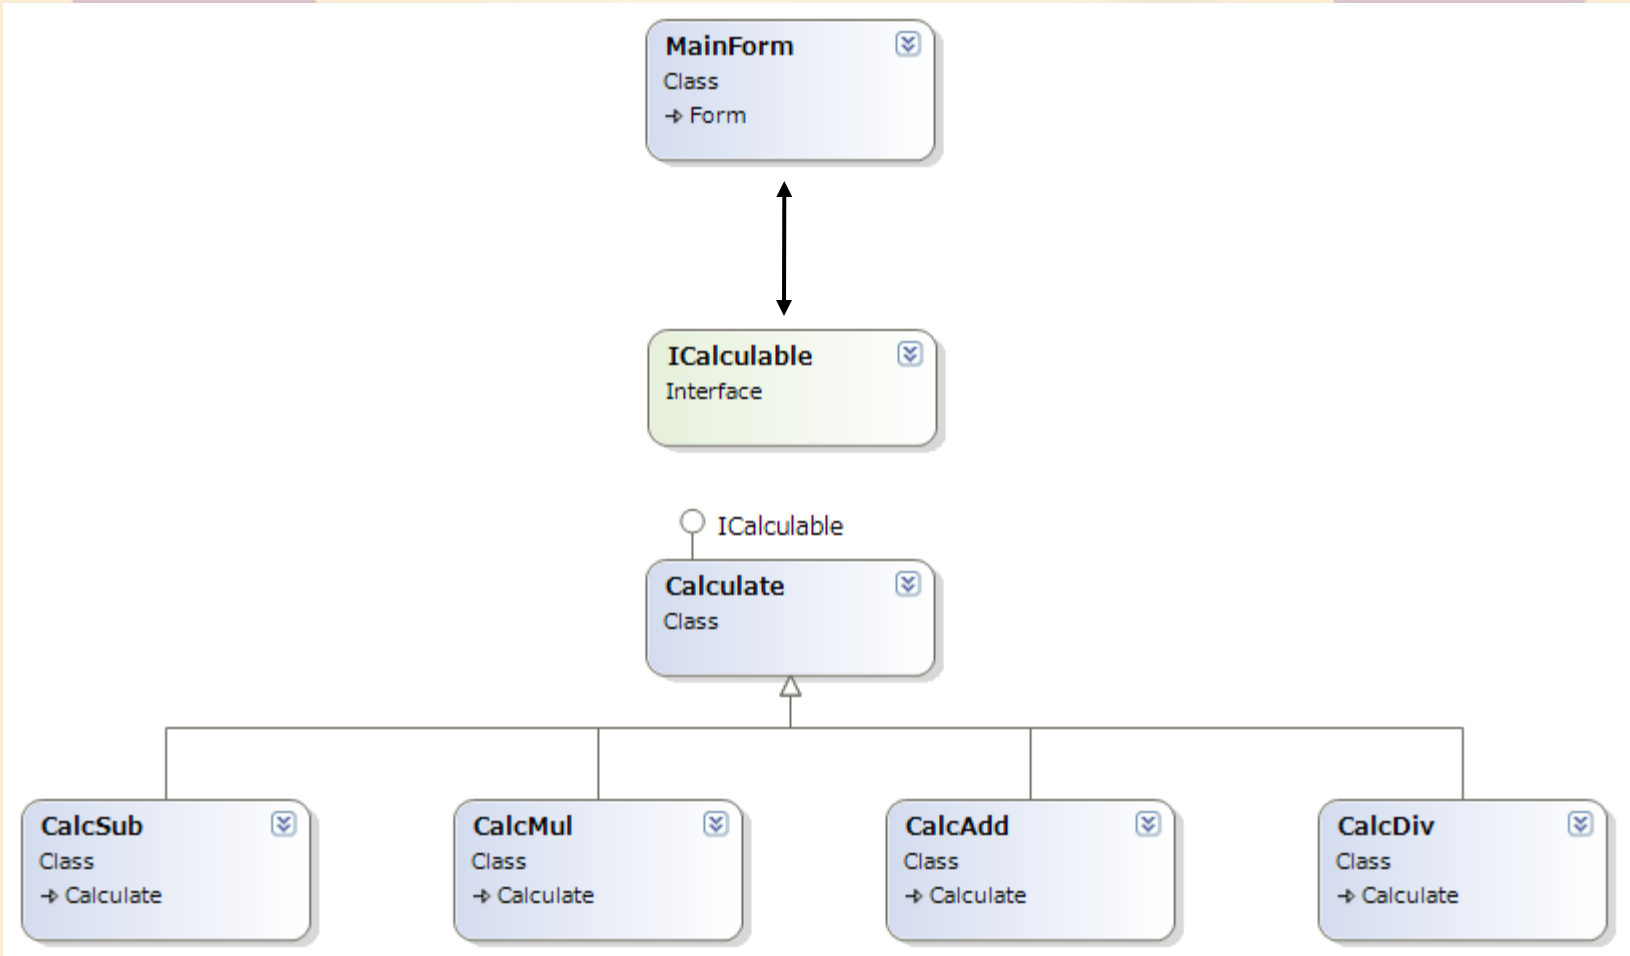 MainForm
Class
Form
ICalculable
Interface
ICalculable
Calculate
Class
CalcSub
Class
Calculate
CalcMul
Class
Calculate
CalcAdd
Class
Calculate
CalcDiv
Class
Calculate